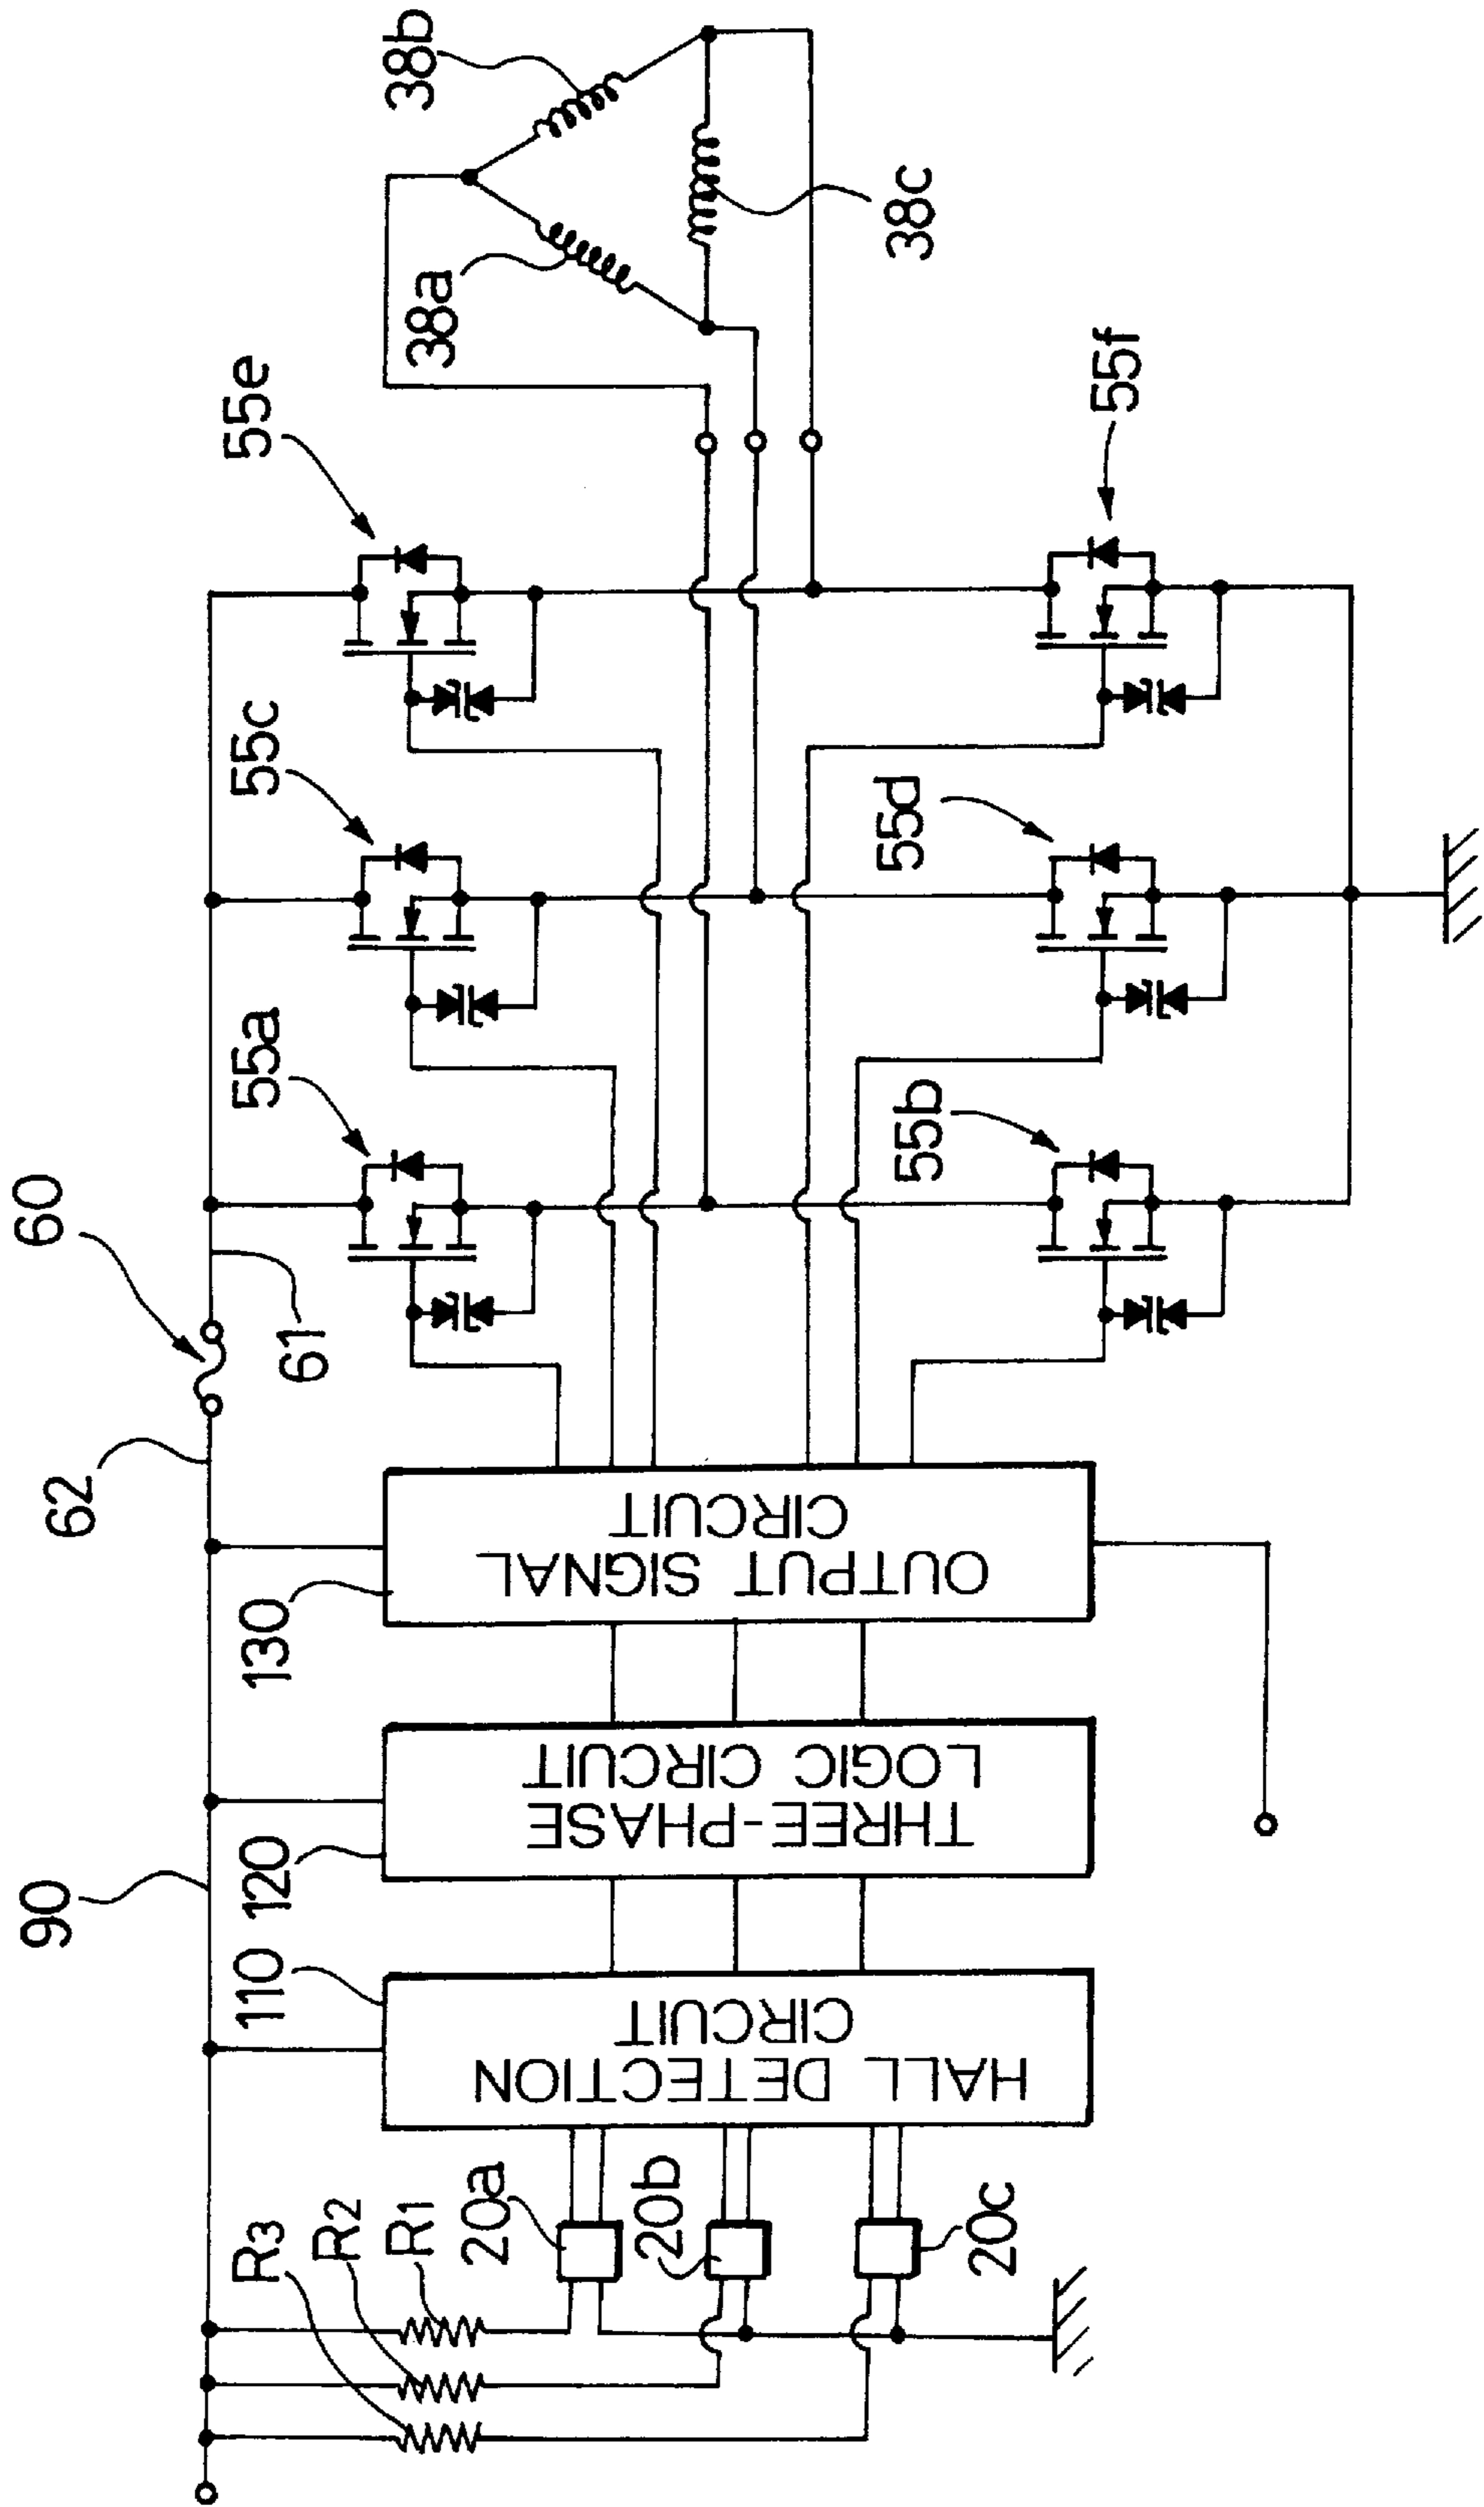 90
62
60
R3
R2
R1
110
120
130
61
55a
55c
55e
38a
38b
38c
20a
20b
20c
HALL DETECTION
CIRCUIT
THREE-PHASE
LOGIC CIRCUIT
OUTPUT SIGNAL
CIRCUIT
55b
55d
55f